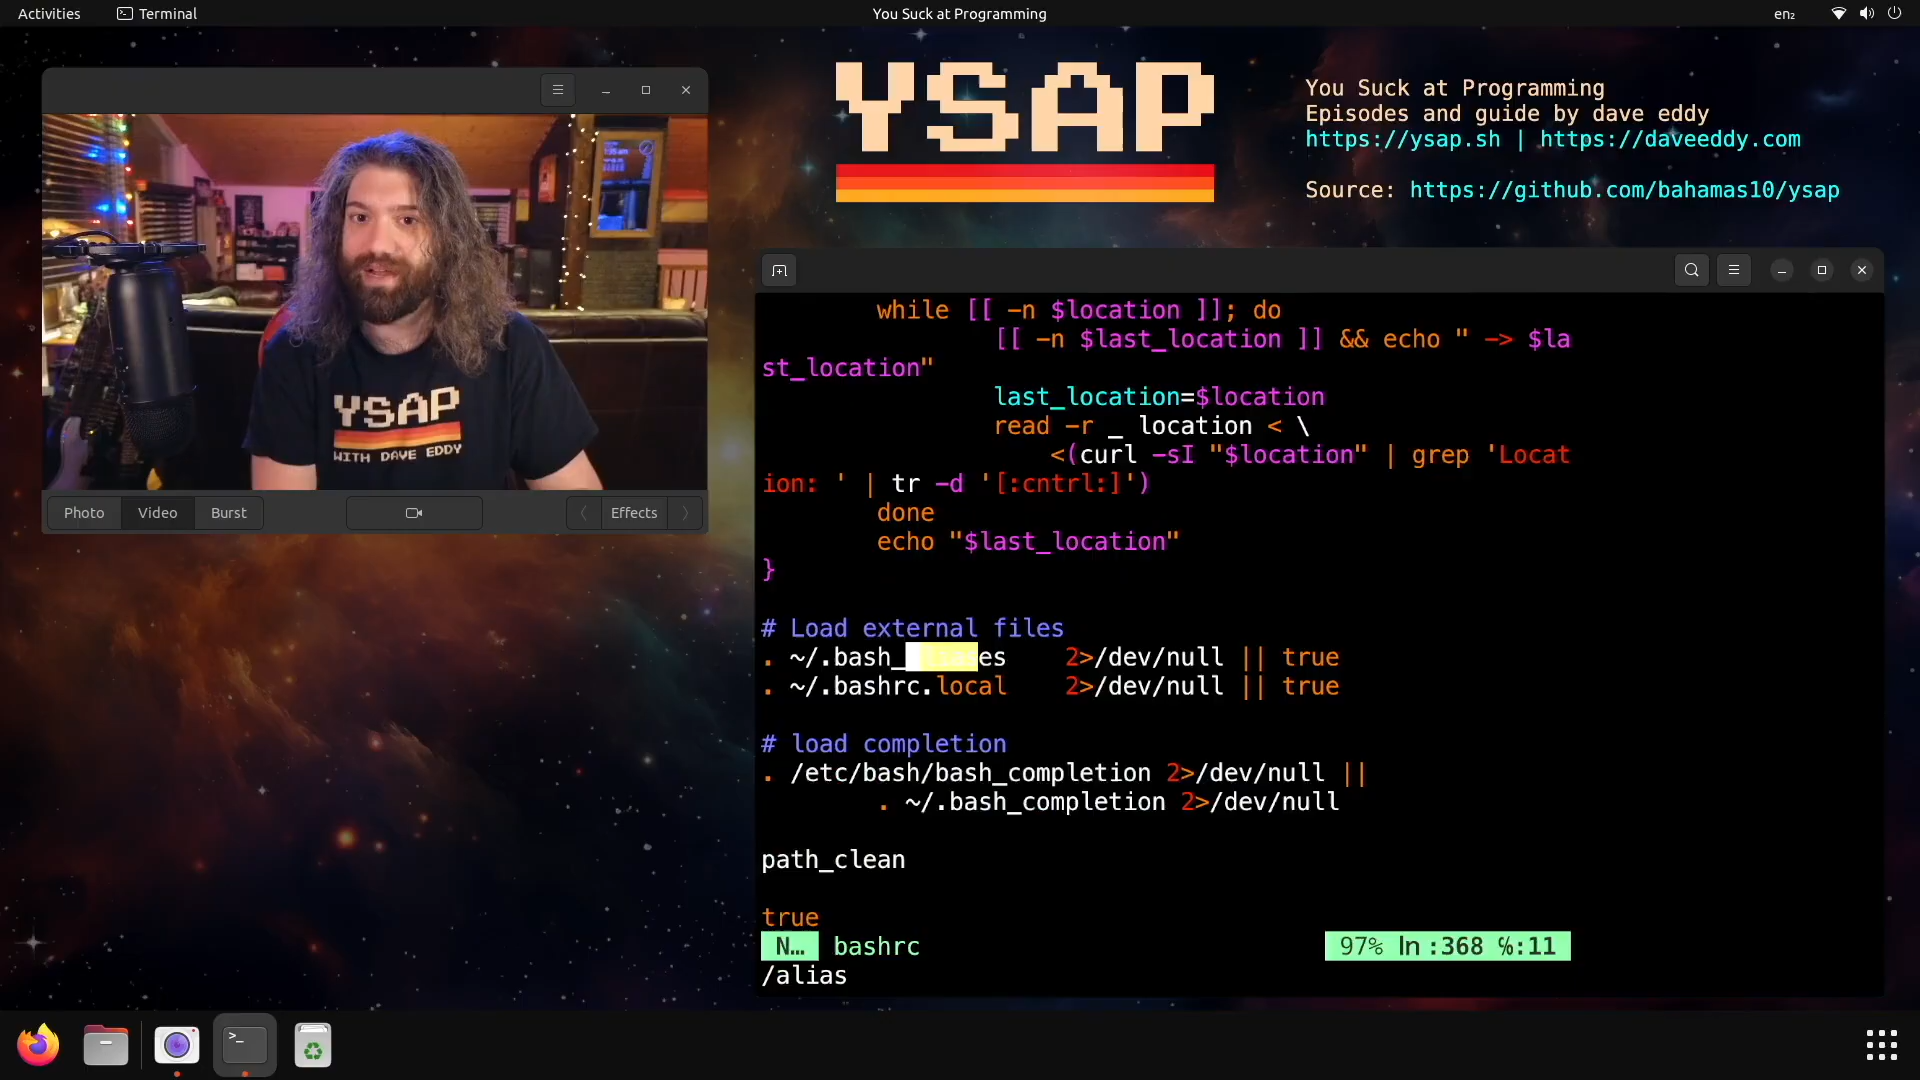 Activities
Terminal
You Suck at Programming
en₂
YSAP
You Suck at Programming
Episodes and guide by dave eddy
https://ysap.sh | https://daveeddy.com
Source: https://github.com/bahamas10/ysap
YSAP
WITH DAVE EDDY
Photo
Video
Burst
Effects
while [[ -n $location ]]; do
[[ -n $last_location ]] && echo " -> $la
st_location"
last_location=$location
read -r _ location < \
<(curl -sI "$location" | grep 'Locat
ion: ' | tr -d '[:cntrl:]')
done
echo "$last_location"
}
# Load external files
. ~/.bash_aliases    2>/dev/null || true
. ~/.bashrc.local    2>/dev/null || true
# load completion
. /etc/bash/bash_completion 2>/dev/null ||
. ~/.bash_completion 2>/dev/null
path_clean
true
N… bashrc
97% ln :368 ℅:11
/alias